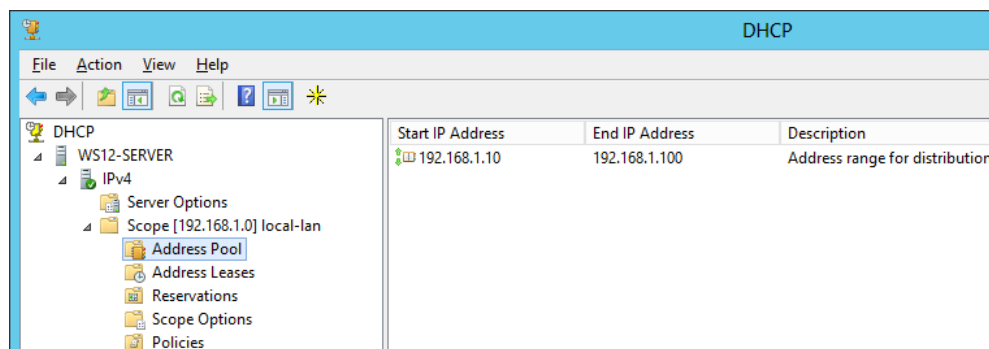 DHCP
File Action View Help
DHCP
WS12-SERVER
IPv4
Server Options
Scope [192.168.1.0] local-lan
Address Pool
Address Leases
Reservations
Scope Options
Policies
Start IP Address End IP Address Description
192.168.1.10 192.168.1.100 Address range for distribution